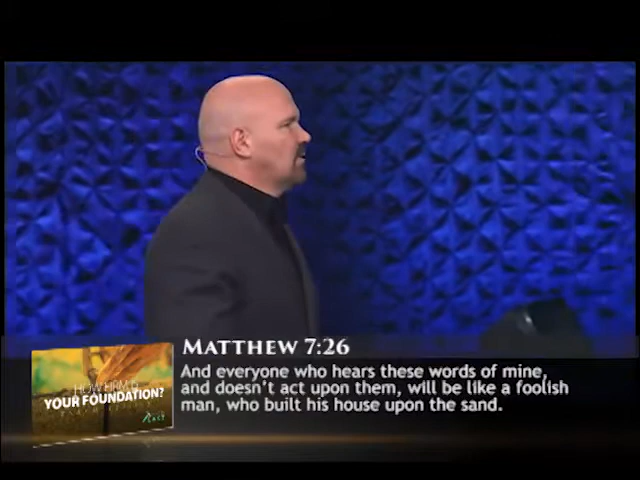 MATTHEW 7:26
And everyone who hears these words of mine,
and doesn't act upon them, will be like a foolish
man, who built his house upon the sand.
HOW FIRM IS
YOUR FOUNDATION?